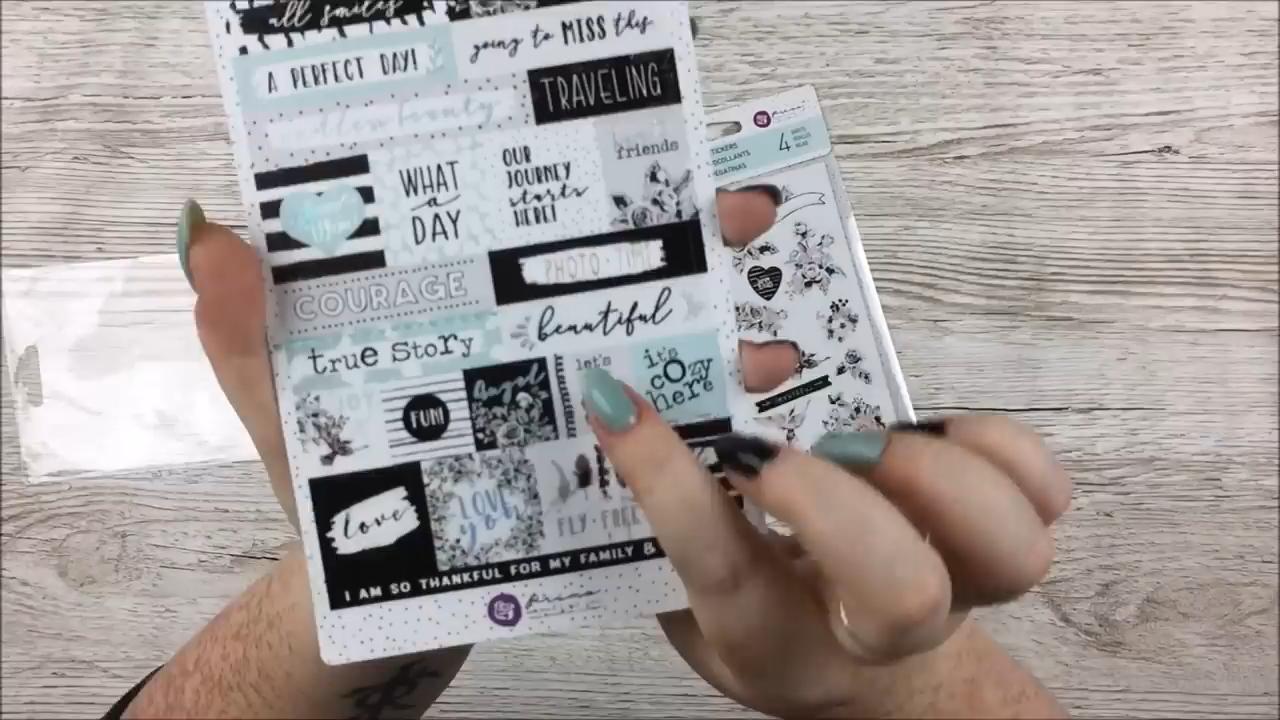 all smiles
A PERFECT DAY!
going to MISS this
TRAVELING
WHAT
a
DAY
OUR
JOURNEY
starts
HERE!
friends
COURAGE
PHOTO · TIME
beautiful
true story
FUN!
Angel
let's
it's
cozy
here
love
LOVE
you
FLY · FREE
I AM SO THANKFUL FOR MY FAMILY &
prima
prima
4